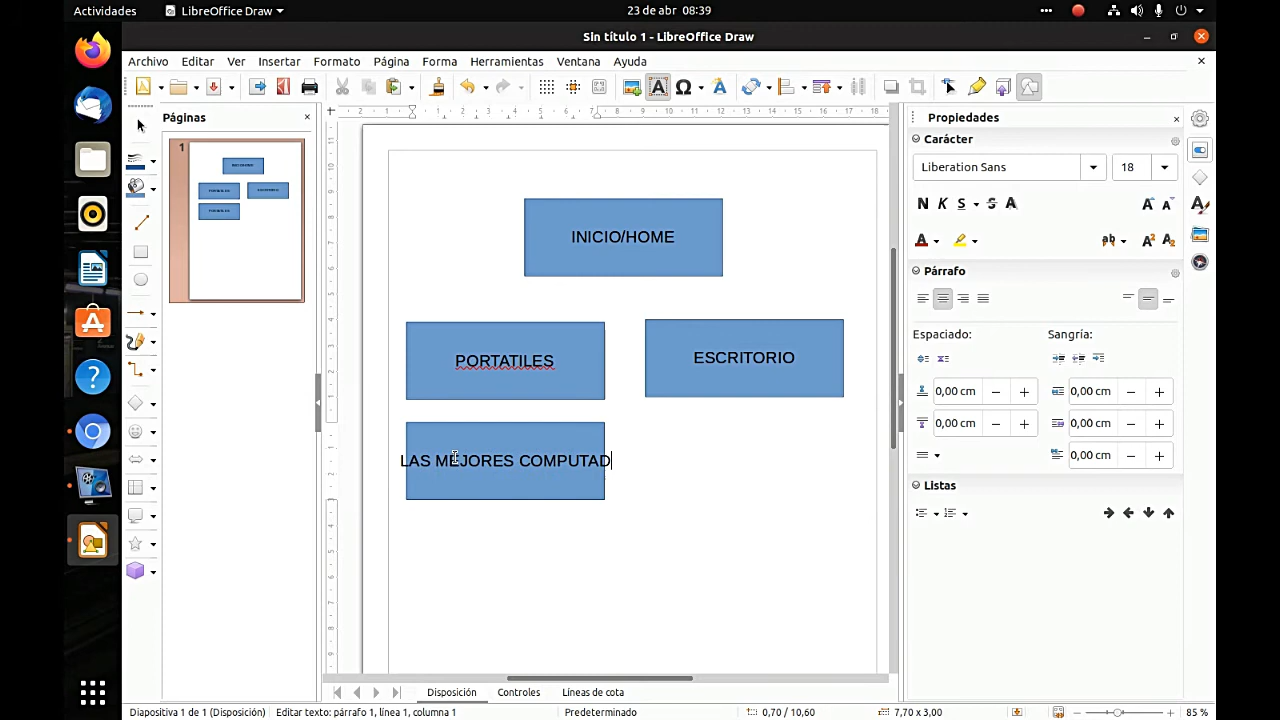 Actividades
LibreOffice Draw
23 de abr 08:39
Sin título 1 - LibreOffice Draw
Archivo Editar Ver Insertar Formato Página Forma Herramientas Ventana Ayuda
Páginas
1
INICIO/HOME
PORTATILES
ESCRITORIO
LAS MEJORES COMPUTAD
Propiedades
Carácter
Liberation Sans
18
N K S S A
Párrafo
Espaciado:
Sangría:
0,00 cm
0,00 cm
0,00 cm
0,00 cm
0,00 cm
Listas
Disposición Controles Líneas de cota
Diapositiva 1 de 1 (Disposición) Editar texto: párrafo 1, línea 1, columna 1 Predeterminado 0,70 / 10,60 7,70 x 3,00 85 %